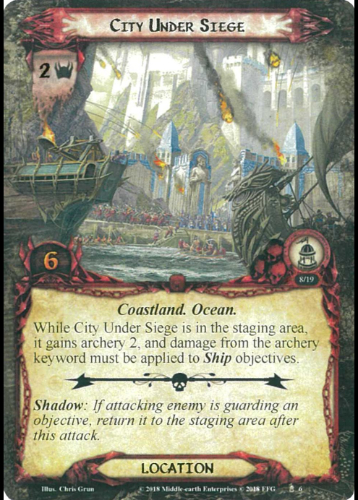 City Under Siege
2
6
8/19
Coastland. Ocean.
While City Under Siege is in the staging area,
it gains archery 2, and damage from the archery
keyword must be applied to Ship objectives.
Shadow: If attacking enemy is guarding an
objective, return it to the staging area after
this attack.
Illus. Chris Grun
© 2018 Middle-earth Enterprises © 2018 FFG
LOCATION